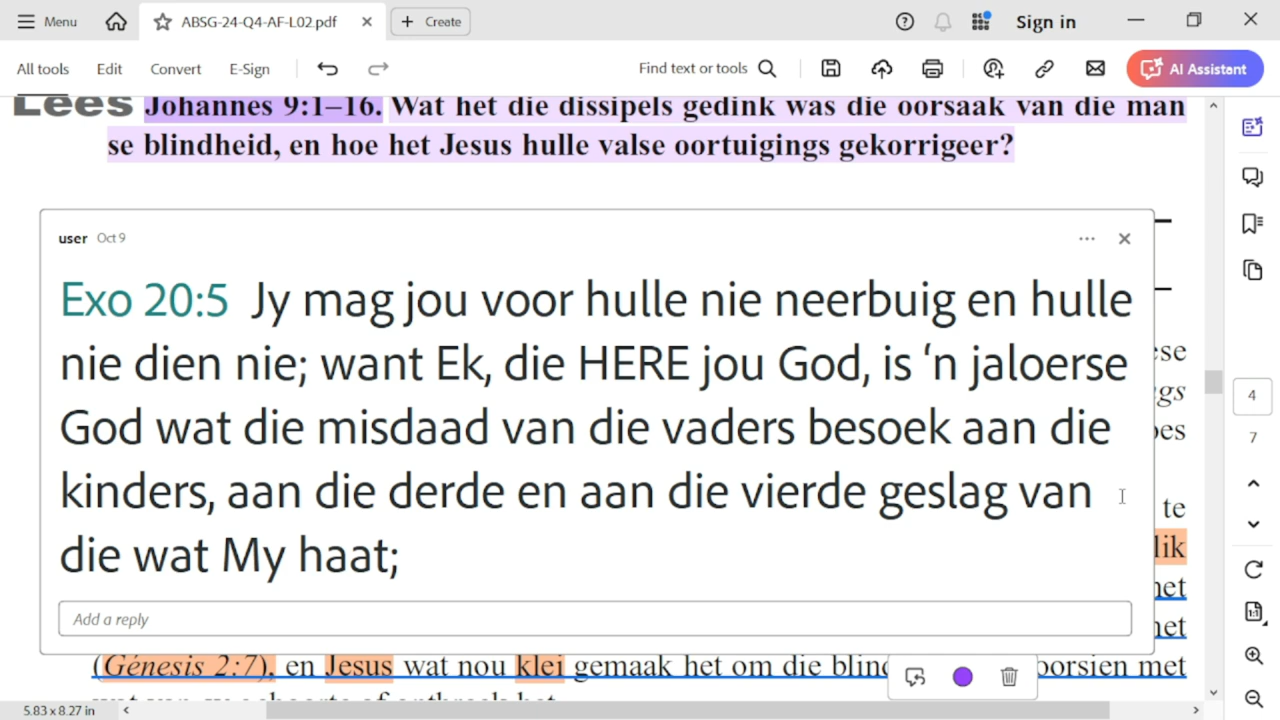 Menu
ABSG-24-Q4-AF-L02.pdf
Create
Sign in
All tools
Edit
Convert
E-Sign
Find text or tools
AI Assistant
Lees Johannes 9:1–16. Wat het die dissipels gedink was die oorsaak van die man
se blindheid, en hoe het Jesus hulle valse oortuigings gekorrigeer?
user Oct 9
Exo 20:5 Jy mag jou voor hulle nie neerbuig en hulle
nie dien nie; want Ek, die HERE jou God, is ‘n jaloerse
God wat die misdaad van die vaders besoek aan die
kinders, aan die derde en aan die vierde geslag van
die wat My haat;
Add a reply
te
(Génesis 2:7), en Jesus wat nou klei gemaak het om die
met
4
7
5.83 x 8.27 in